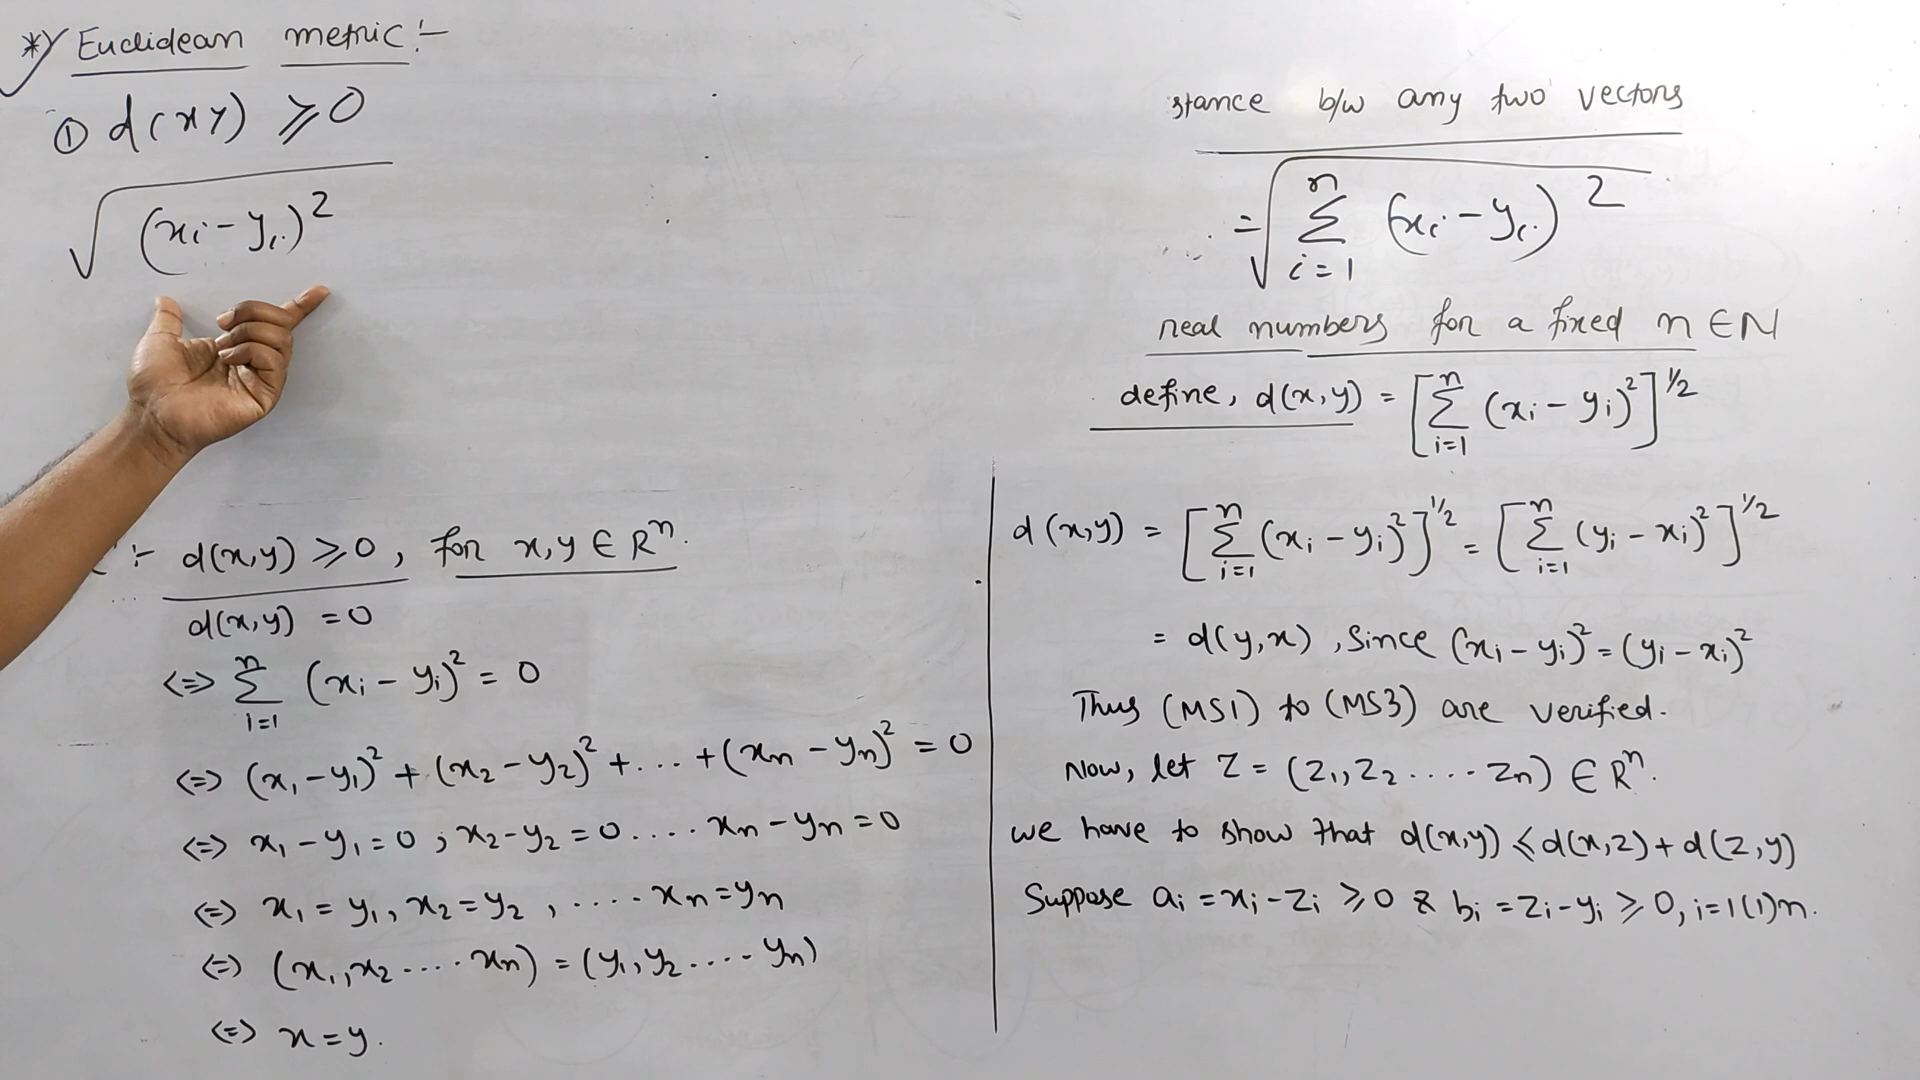 *) Euclidean metric :-
① d(x y) ≥ 0
√(xi - yi)²
stance b/w any two vectors
= √ n Σ i=1 (xi - yi)²
real numbers for a fixed n ∈ N
define, d(x,y) = [ n Σ i=1 (xi - yi)² ]^1/2
:- d(x,y) ≥ 0, for x,y ∈ Rⁿ.
d(x,y) = 0
<=> n Σ i=1 (xi - yi)² = 0
<=> (x₁ - y₁)² + (x₂ - y₂)² + ... + (xn - yn)² = 0
<=> x₁ - y₁ = 0 ; x₂ - y₂ = 0 .... xn - yn = 0
<=> x₁ = y₁, x₂ = y₂ , .... xn = yn
<=> (x₁, x₂ .... xn) = (y₁, y₂ .... yn)
<=> x = y.
d(x,y) = [ n Σ i=1 (xi - yi)² ]^1/2 = [ n Σ i=1 (yi - xi)² ]^1/2
= d(y,x) , Since (xi - yi)² = (yi - xi)²
Thus (MS1) to (MS3) are verified.
Now, let Z = (Z₁, Z₂ .... Zn) ∈ Rⁿ.
we have to show that d(x,y) ≤ d(x,z) + d(z,y)
Suppose ai = xi - zi ≥ 0 & bi = zi - yi ≥ 0, i = 1(1)n.